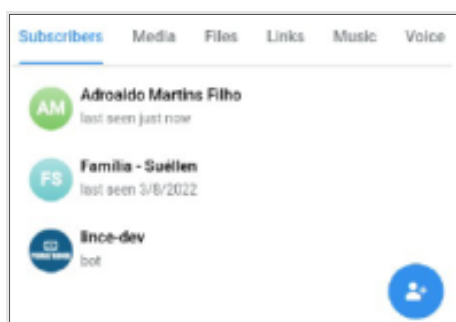 Subscribers Media Files Links Music Voice
AM
Adroaldo Martins Filho
last seen just now
FS
Família - Suéllen
last seen 3/8/2022
lince-dev
bot